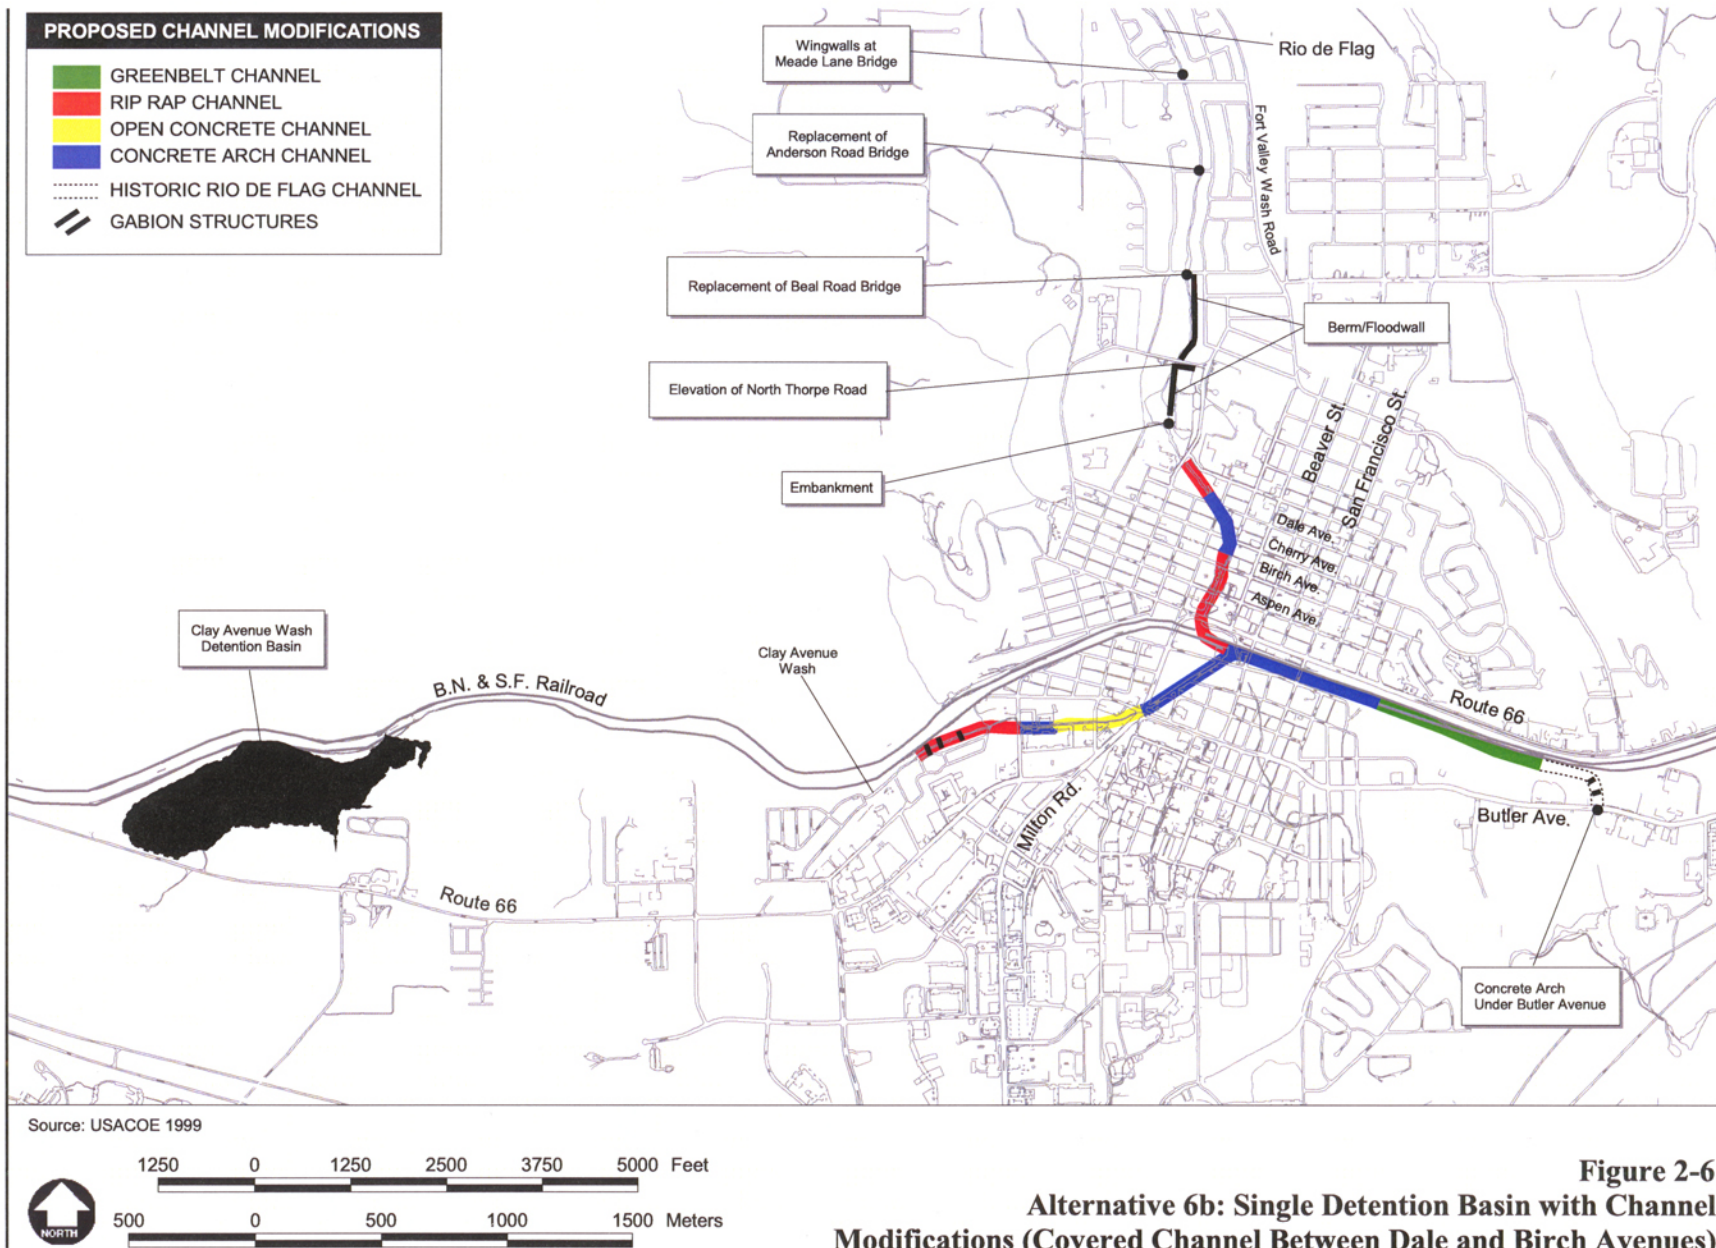 PROPOSED CHANNEL MODIFICATIONS
GREENBELT CHANNEL
RIP RAP CHANNEL
OPEN CONCRETE CHANNEL
CONCRETE ARCH CHANNEL
HISTORIC RIO DE FLAG CHANNEL
GABION STRUCTURES
Wingwalls at
Meade Lane Bridge
Rio de Flag
Replacement of
Anderson Road Bridge
Fort Valley Wash Road
Replacement of Beal Road Bridge
Berm/Floodwall
Elevation of North Thorpe Road
Beaver St.
San Francisco St.
Embankment
Dale Ave.
Cherry Ave.
Birch Ave.
Aspen Ave.
Clay Avenue Wash
Detention Basin
Clay Avenue
Wash
B.N. & S.F. Railroad
Route 66
Milton Rd.
Butler Ave.
Route 66
Concrete Arch
Under Butler Avenue
Source: USACOE 1999
1250 0 1250 2500 3750 5000 Feet
500 0 500 1000 1500 Meters
NORTH
Figure 2-6
Alternative 6b: Single Detention Basin with Channel
Modifications (Covered Channel Between Dale and Birch Avenues)